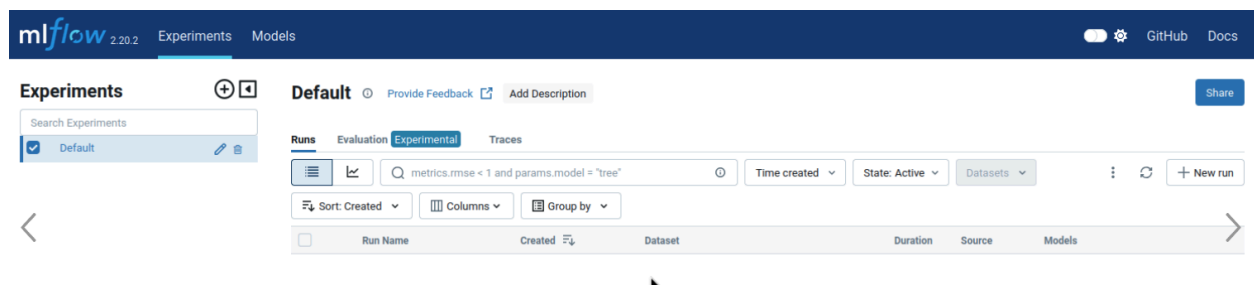 mlflow 2.20.2 Experiments Models GitHub Docs
Experiments
Search Experiments
Default
Default Provide Feedback Add Description Share
Runs Evaluation Experimental Traces
metrics.rmse < 1 and params.model = "tree" Time created State: Active Datasets New run
Sort: Created Columns Group by
Run Name Created Dataset Duration Source Models